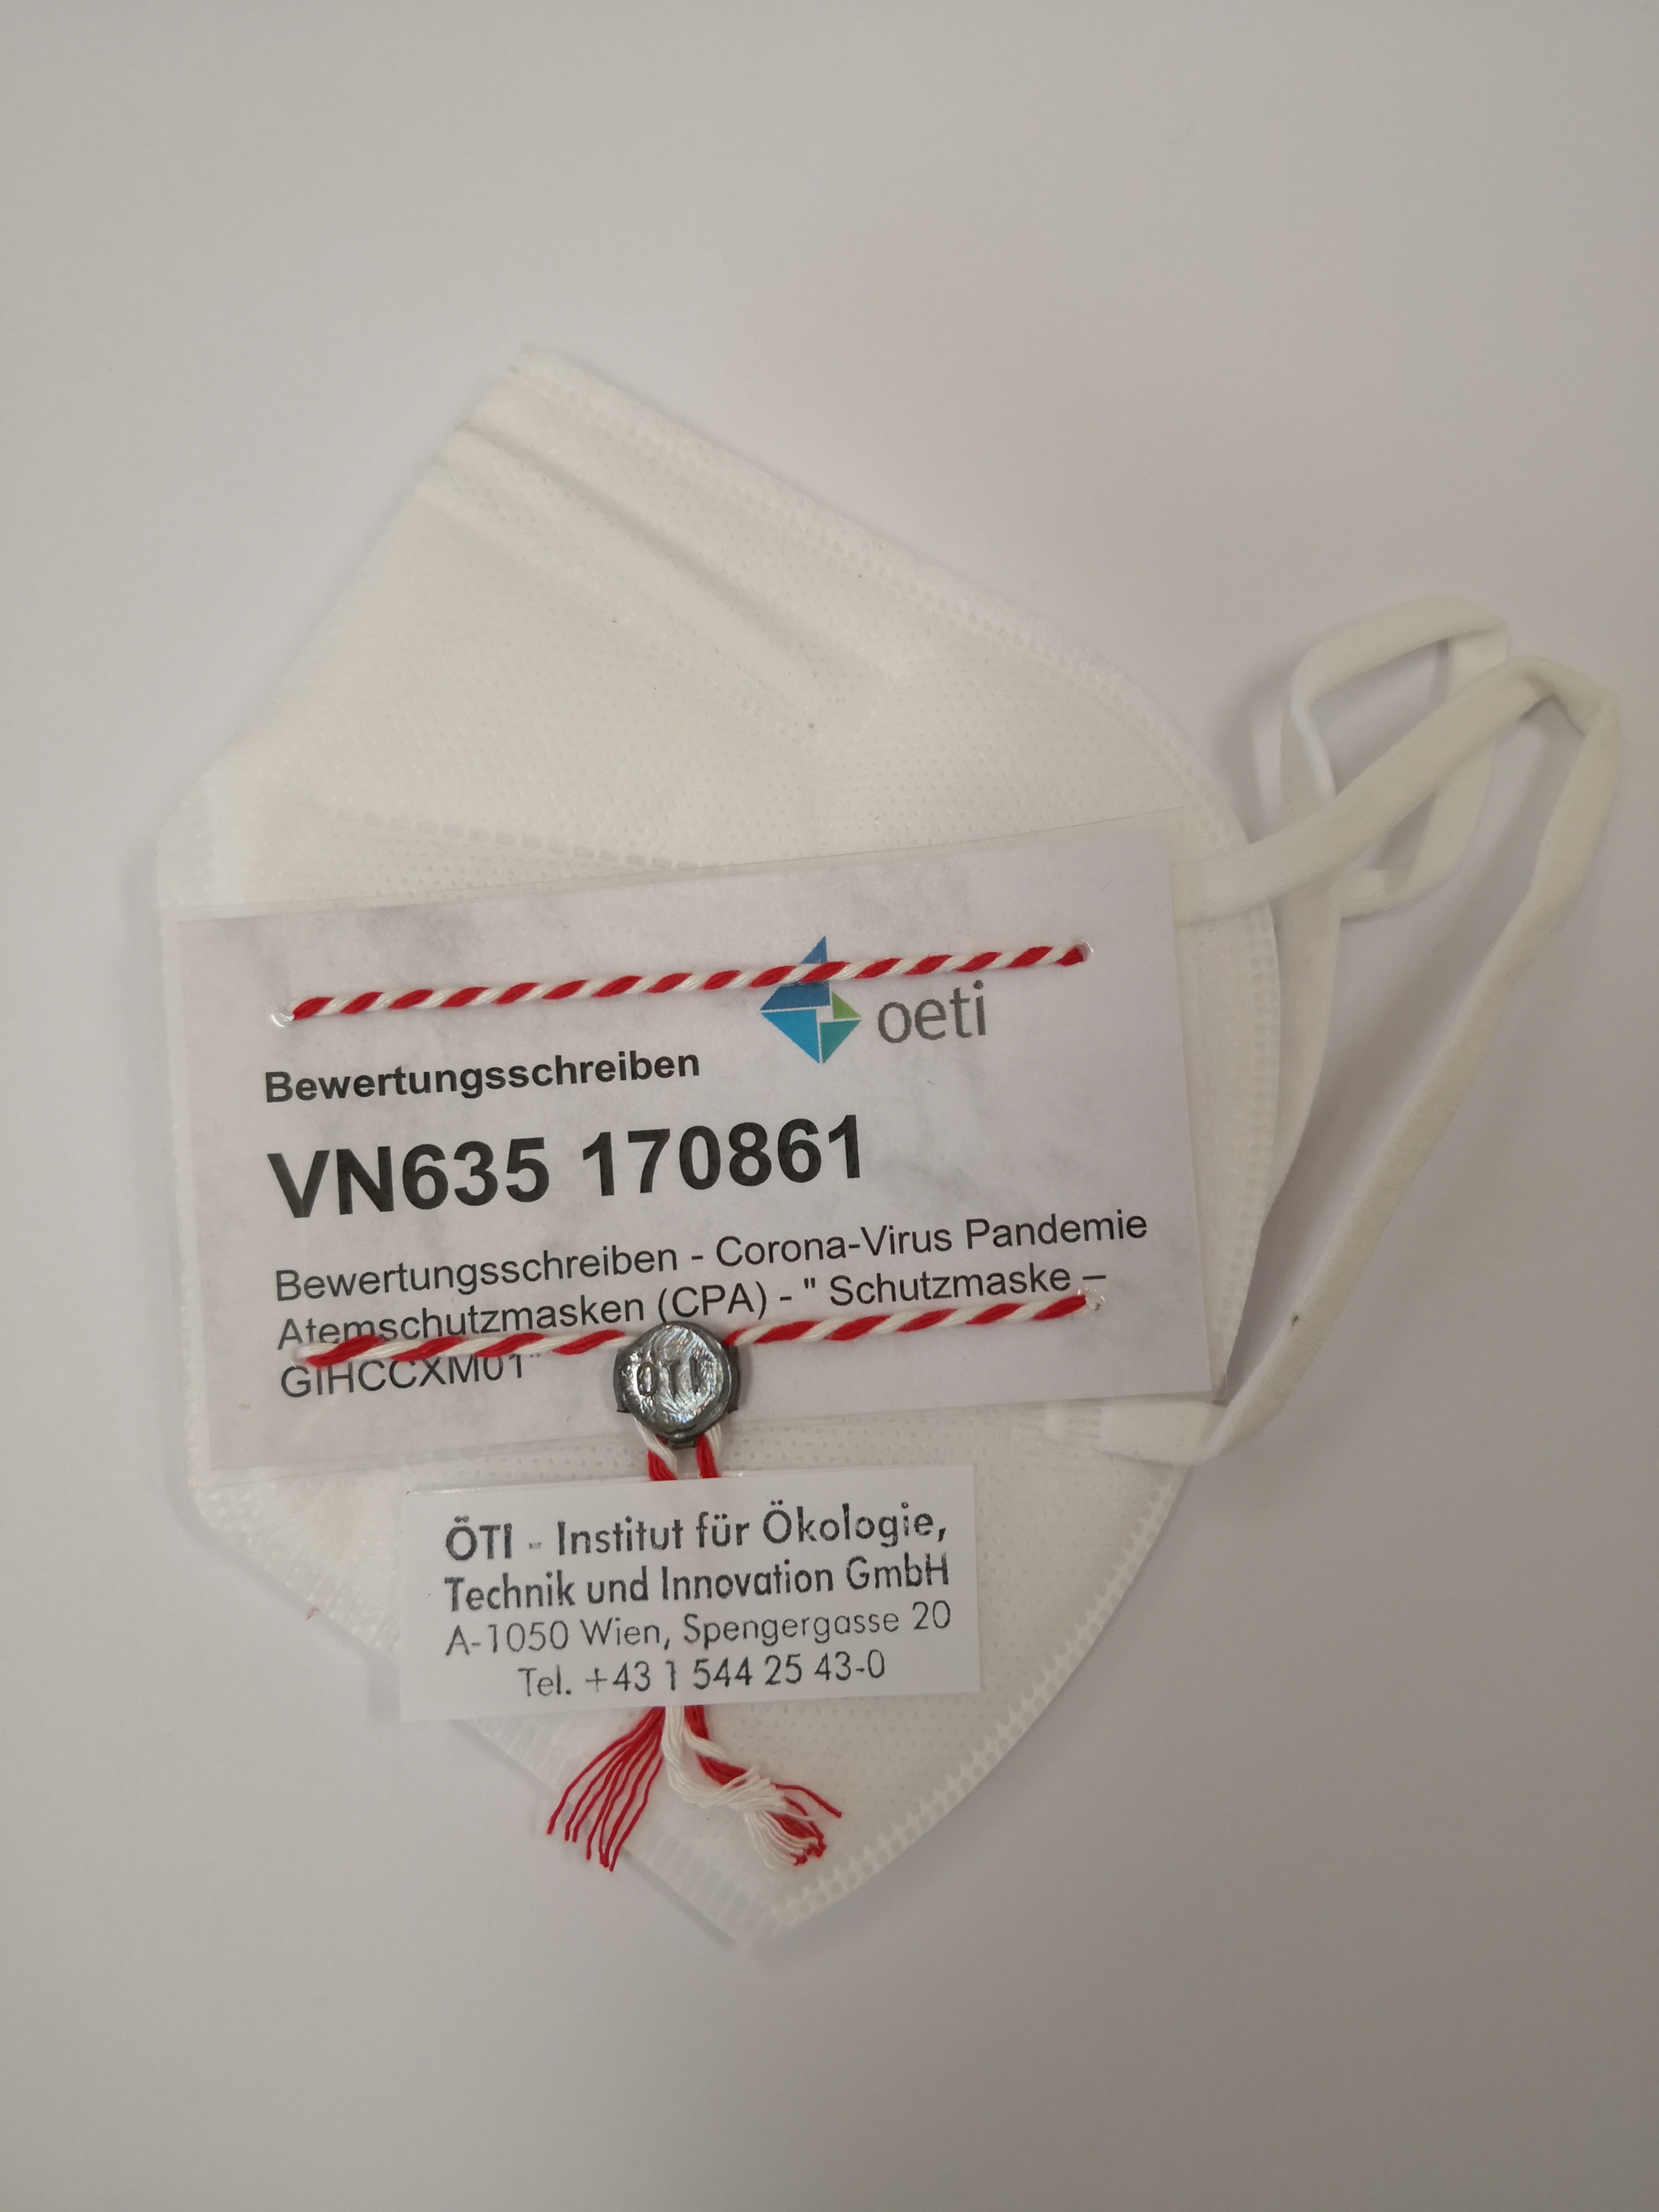 oeti
Bewertungsschreiben
VN635 170861
Bewertungsschreiben - Corona-Virus Pandemie
Atemschutzmasken (CPA) - " Schutzmaske –
GIHCCXM01"
ÖTI
ÖTI - Institut für Ökologie,
Technik und Innovation GmbH
A-1050 Wien, Spengergasse 20
Tel. +43 1 544 25 43-0